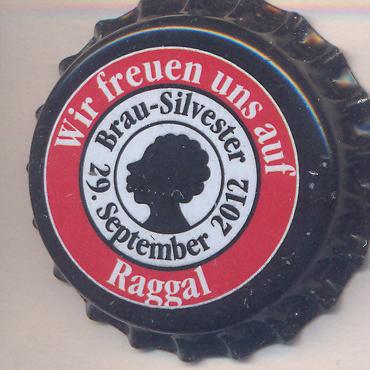 Wir freuen uns auf
Brau-Silvester
29. September 2012
Raggal